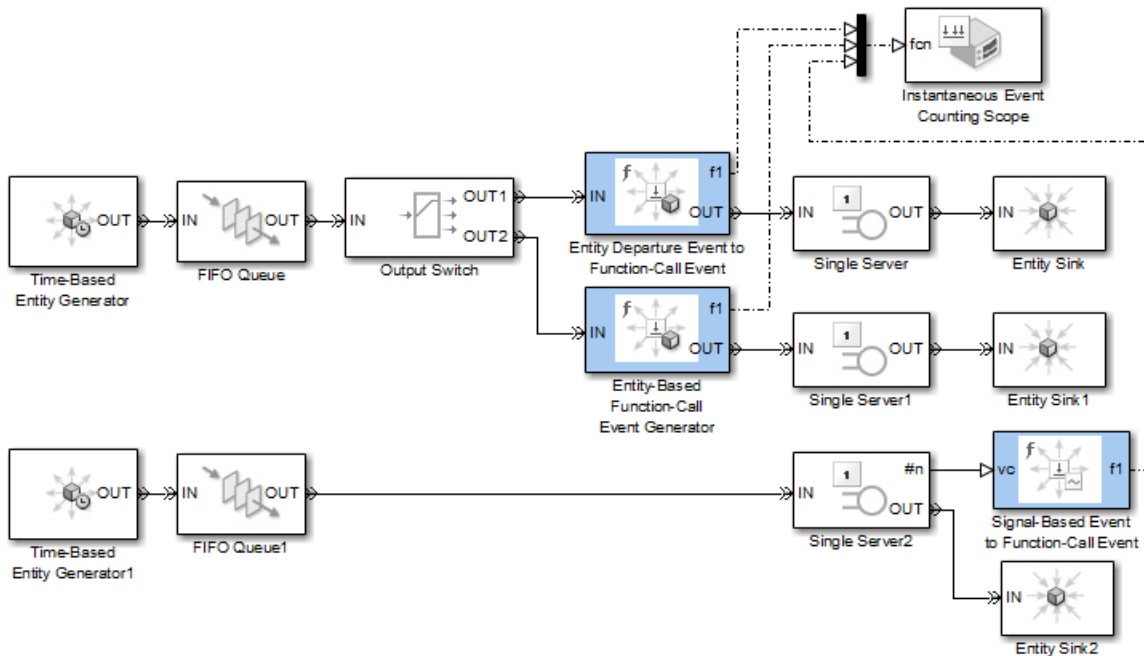 fcn
Instantaneous Event
Counting Scope
OUT
Time-Based
Entity Generator
IN
OUT
FIFO Queue
IN
OUT1
OUT2
Output Switch
IN
f1
OUT
Entity Departure Event to
Function-Call Event
IN
1
OUT
Single Server
IN
Entity Sink
IN
f1
OUT
Entity-Based
Function-Call
Event Generator
IN
1
OUT
Single Server1
IN
Entity Sink1
OUT
Time-Based
Entity Generator1
IN
OUT
FIFO Queue1
IN
1
#n
OUT
Single Server2
vc
f1
Signal-Based Event
to Function-Call Event
IN
Entity Sink2